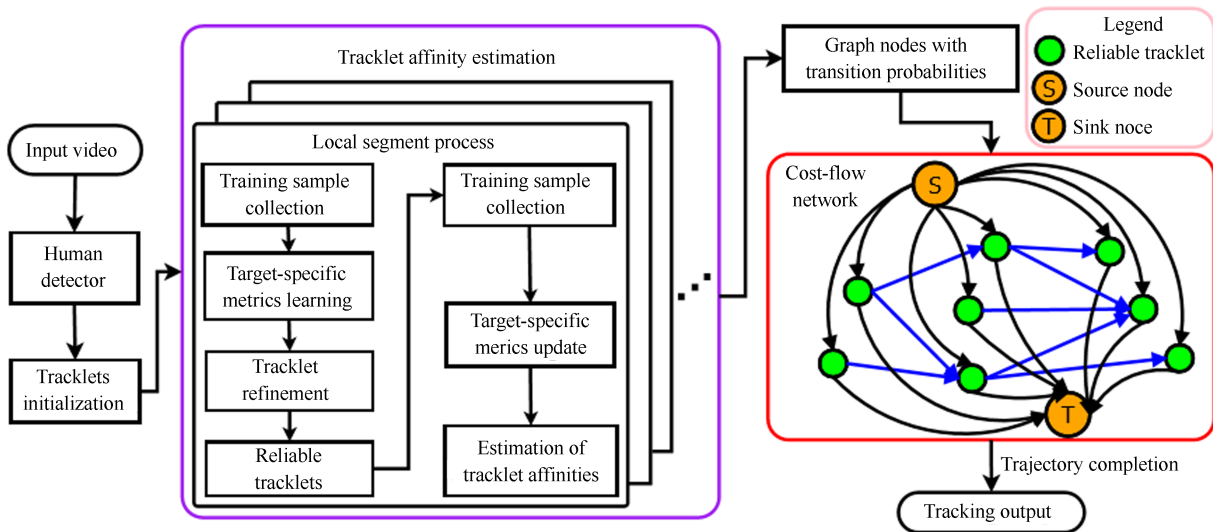 Input video
Human
detector
Tracklets
initialization
Tracklet affinity estimation
Local segment process
Training sample
collection
Target-specific
metrics learning
Tracklet
refinement
Reliable
tracklets
Training sample
collection
Target-specific
merics update
Estimation of
tracklet affinities
Graph nodes with
transition probabilities
Legend
Reliable tracklet
S
Source node
T
Sink noce
Cost-flow
network
S
T
Trajectory completion
Tracking output